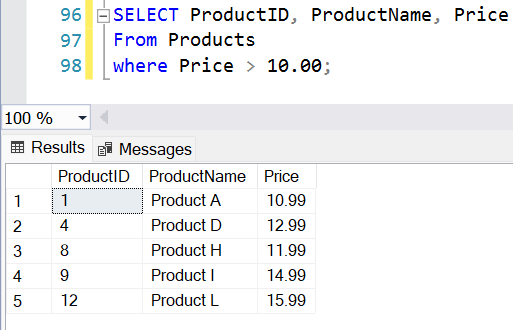 96 SELECT ProductID, ProductName, Price
97 From Products
98 where Price > 10.00;
100 %
Results Messages
ProductID ProductName Price
1 1 Product A 10.99
2 4 Product D 12.99
3 8 Product H 11.99
4 9 Product I 14.99
5 12 Product L 15.99